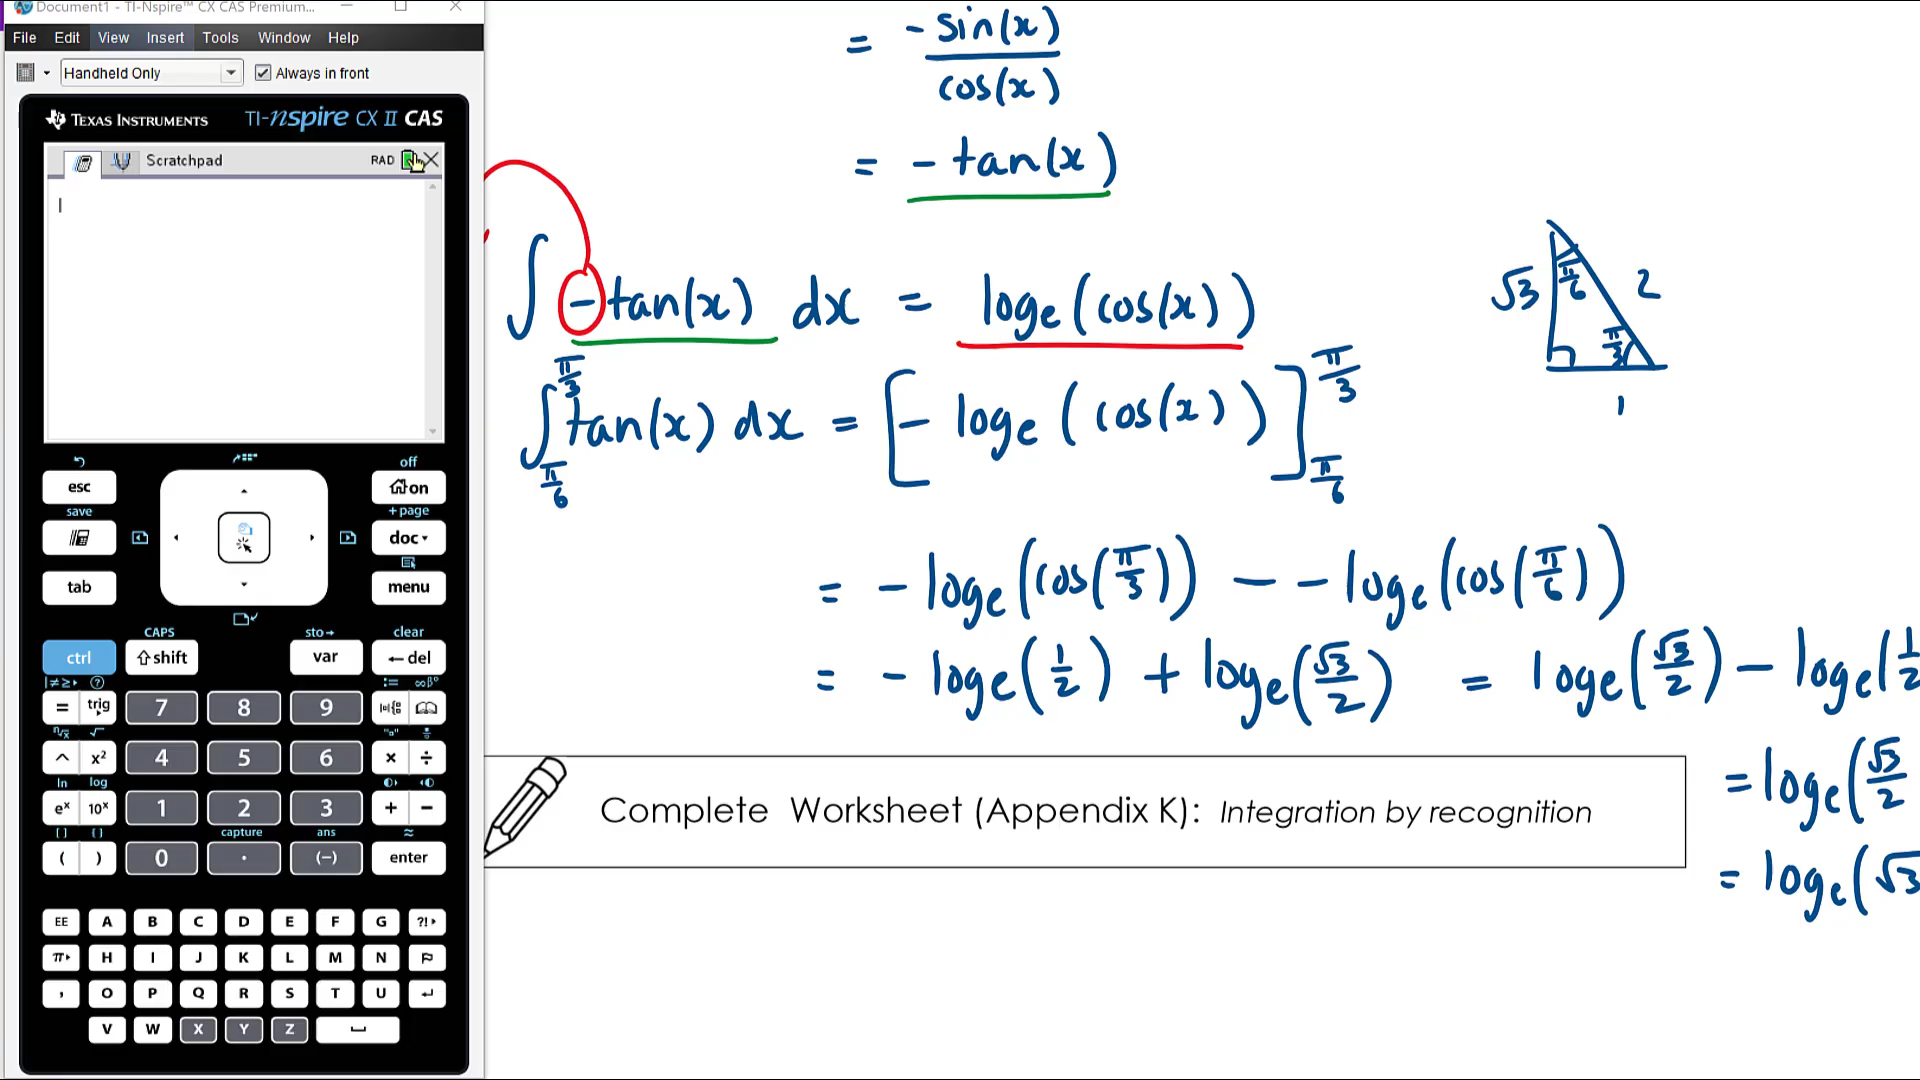 Document1 - TI-Nspire™ CX CAS Premium...
File Edit View Insert Tools Window Help
Handheld Only Always in front
TEXAS INSTRUMENTS TI-nspire CX II CAS
Scratchpad RAD
off
esc on
save + page
doc
tab menu
CAPS sto→ clear
ctrl ⇧shift var ←del
|≠≥▸ ? := ∞β°
= trig 7 8 9
ⁿ√x √ "□"
^ x² 4 5 6 × ÷
ln log
eˣ 10ˣ 1 2 3 + −
[ ] { } capture ans ≈
( ) 0 . (−) enter
EE A B C D E F G ?!▸
π▸ H I J K L M N
, O P Q R S T U ↵
V W X Y Z
= -sin(x)/cos(x)
= -tan(x)
∫ -tan(x) dx = logₑ(cos(x))
√3 π/6 2 π/3 1
∫_{π/6}^{π/3} tan(x) dx = [- logₑ(cos(x))]_{π/6}^{π/3}
= -logₑ(cos(π/3)) - -logₑ(cos(π/6))
= -logₑ(1/2) + logₑ(√3/2) = logₑ(√3/2) - logₑ(1/2
= logₑ(√3/2
= logₑ(√3
Complete Worksheet (Appendix K): Integration by recognition